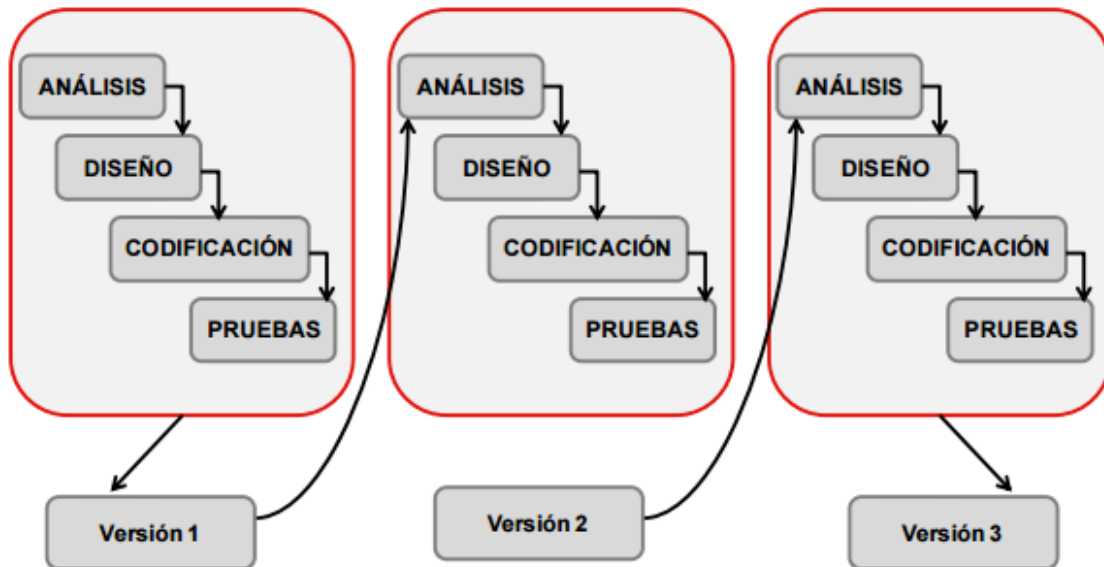 ANÁLISIS
DISEÑO
CODIFICACIÓN
PRUEBAS
Versión 1
ANÁLISIS
DISEÑO
CODIFICACIÓN
PRUEBAS
Versión 2
ANÁLISIS
DISEÑO
CODIFICACIÓN
PRUEBAS
Versión 3